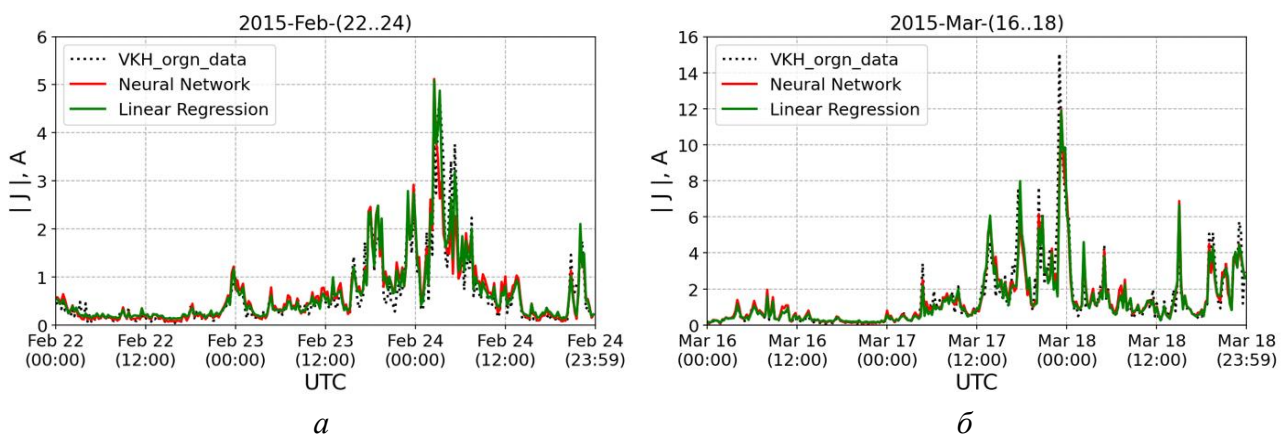 2015-Feb-(22..24)
6
5
4
3
2
1
0
| J |, A
VKH_orgn_data
Neural Network
Linear Regression
Feb 22 Feb 22 Feb 23 Feb 23 Feb 24 Feb 24 Feb 24
(00:00) (12:00) (00:00) (12:00) (00:00) (12:00) (23:59)
UTC
а
2015-Mar-(16..18)
16
14
12
10
8
6
4
2
0
| J |, A
VKH_orgn_data
Neural Network
Linear Regression
Mar 16 Mar 16 Mar 17 Mar 17 Mar 18 Mar 18 Mar 18
(00:00) (12:00) (00:00) (12:00) (00:00) (12:00) (23:59)
UTC
б